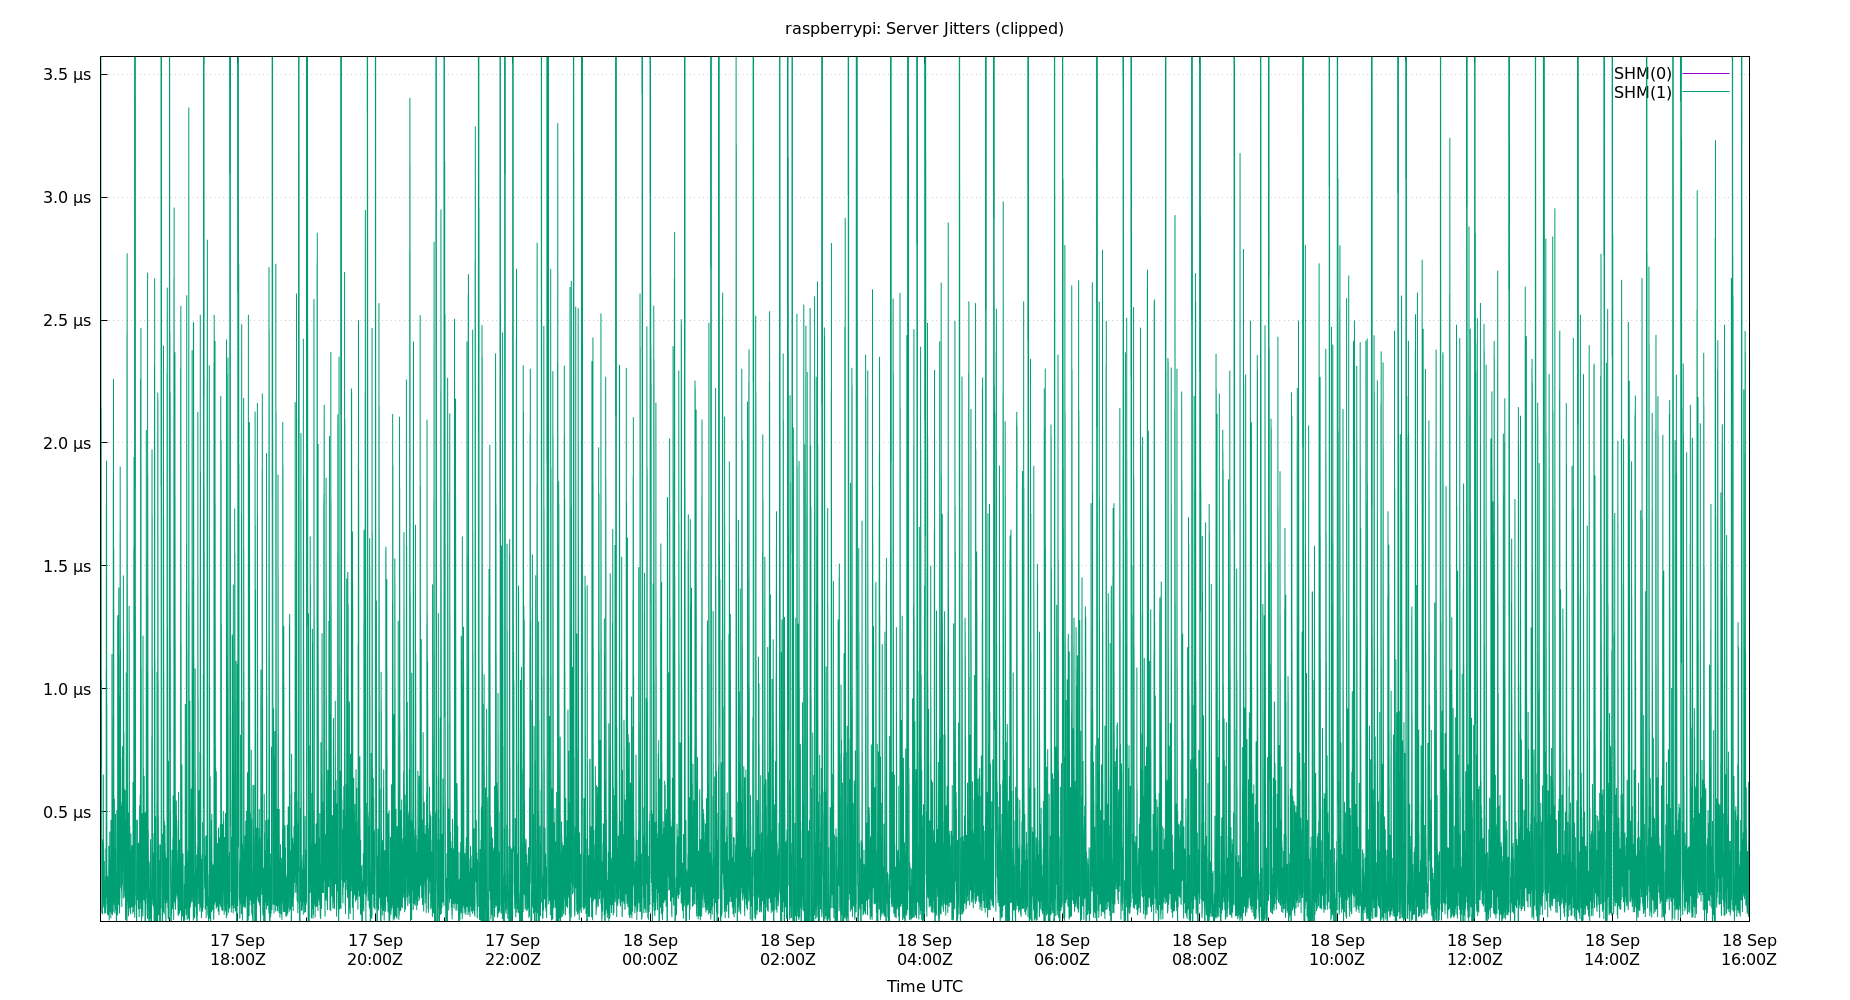 raspberrypi: Server Jitters (clipped)
3.5 µs
SHM(0)
SHM(1)
3.0 µs
2.5 µs
2.0 µs
1.5 µs
1.0 µs
0.5 µs
17 Sep 17 Sep 17 Sep 18 Sep 18 Sep 18 Sep 18 Sep 18 Sep 18 Sep 18 Sep 18 Sep 18 Sep
18:00Z 20:00Z 22:00Z 00:00Z 02:00Z 04:00Z 06:00Z 08:00Z 10:00Z 12:00Z 14:00Z 16:00Z
Time UTC